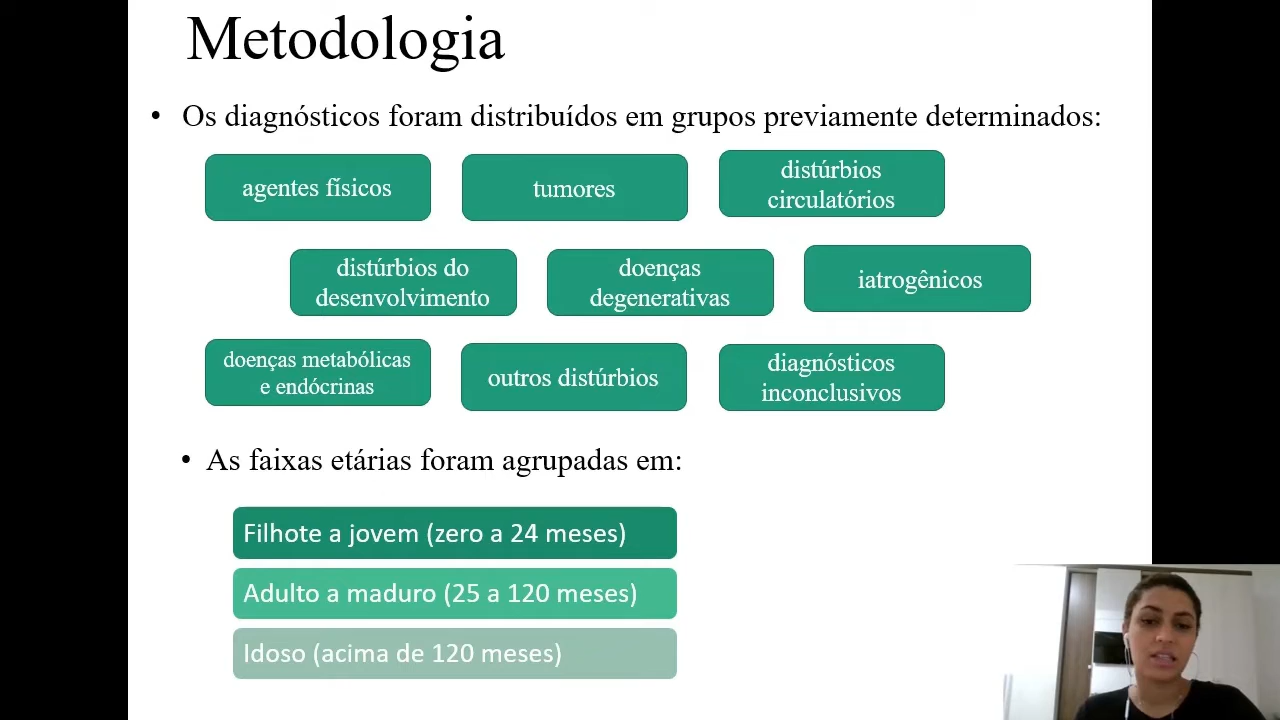 Metodologia
• Os diagnósticos foram distribuídos em grupos previamente determinados:
agentes físicos
tumores
distúrbios
circulatórios
distúrbios do
desenvolvimento
doenças
degenerativas
iatrogênicos
doenças metabólicas
e endócrinas
outros distúrbios
diagnósticos
inconclusivos
• As faixas etárias foram agrupadas em:
Filhote a jovem (zero a 24 meses)
Adulto a maduro (25 a 120 meses)
Idoso (acima de 120 meses)